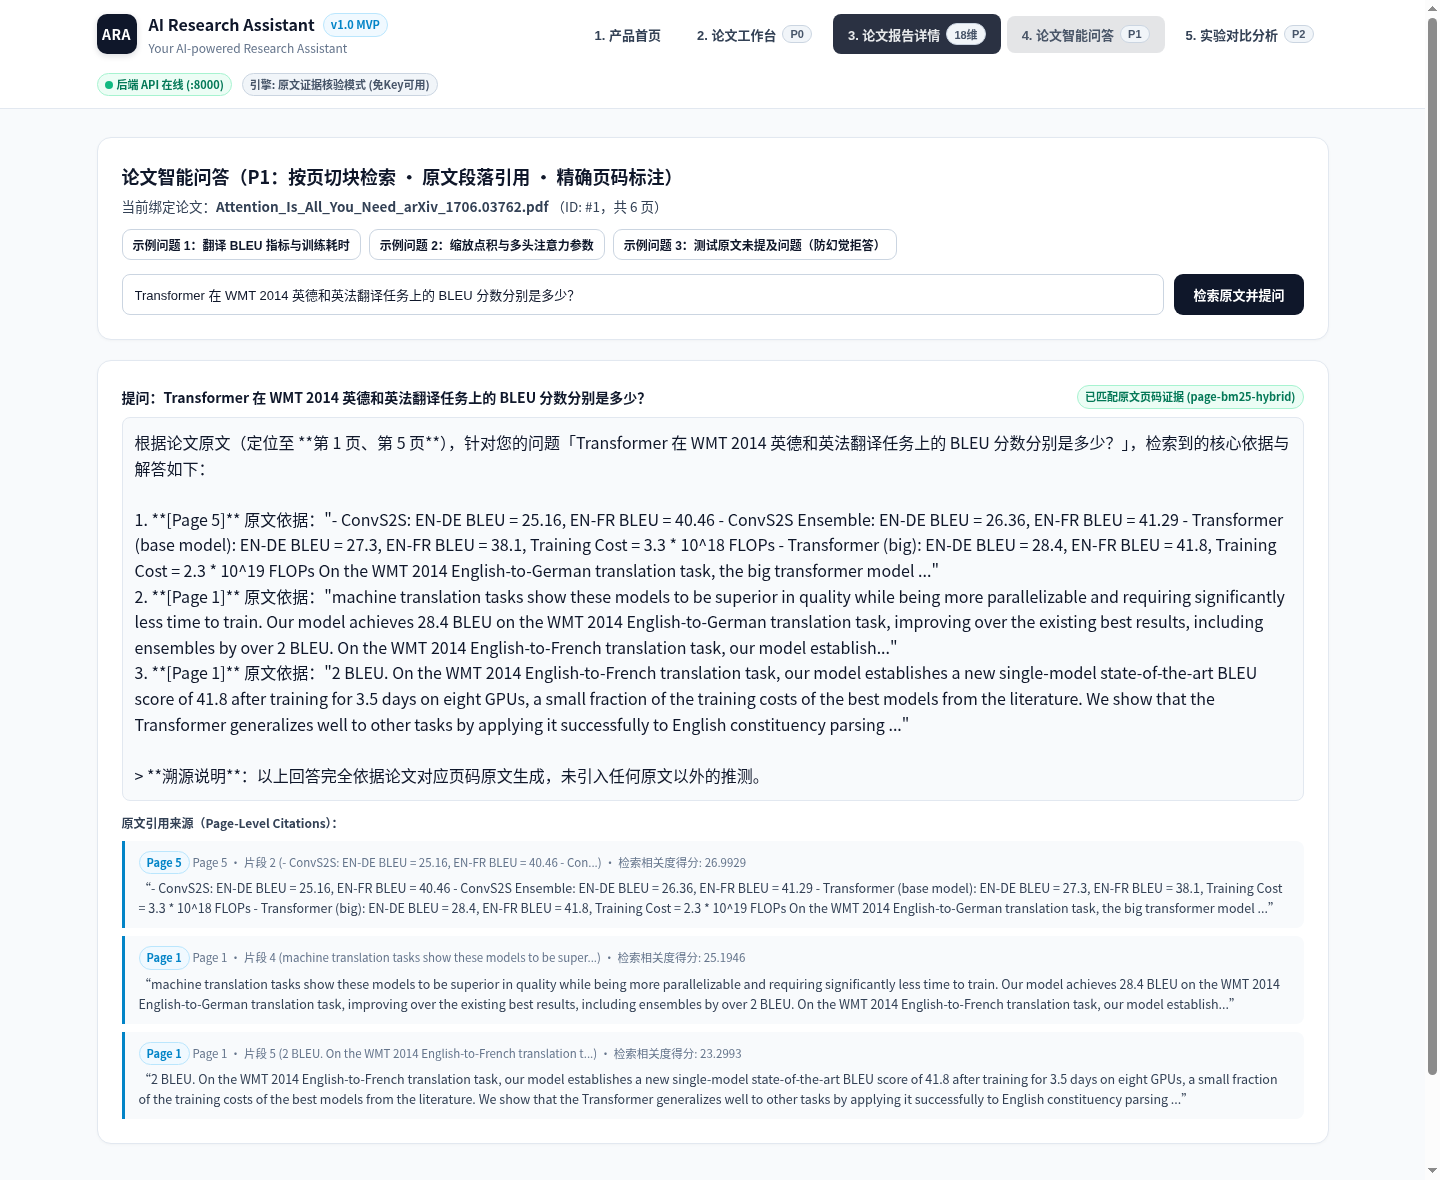 ARA
AI Research Assistant v1.0 MVP
Your AI-powered Research Assistant
1. 产品首页
2. 论文工作台 P0
3. 论文报告详情 18维
4. 论文智能问答 P1
5. 实验对比分析 P2
后端 API 在线 (:8000)
引擎: 原文证据核验模式 (免Key可用)
论文智能问答（P1：按页切块检索 · 原文段落引用 · 精确页码标注）
当前绑定论文：Attention_Is_All_You_Need_arXiv_1706.03762.pdf （ID: #1，共 6 页）
示例问题 1：翻译 BLEU 指标与训练耗时
示例问题 2：缩放点积与多头注意力参数
示例问题 3：测试原文未提及问题（防幻觉拒答）
Transformer 在 WMT 2014 英德和英法翻译任务上的 BLEU 分数分别是多少？
检索原文并提问
提问：Transformer 在 WMT 2014 英德和英法翻译任务上的 BLEU 分数分别是多少？
已匹配原文页码证据 (page-bm25-hybrid)
根据论文原文（定位至 **第 1 页、第 5 页**），针对您的问题「Transformer 在 WMT 2014 英德和英法翻译任务上的 BLEU 分数分别是多少？」，检索到的核心依据与
解答如下：
1. **[Page 5]** 原文依据："- ConvS2S: EN-DE BLEU = 25.16, EN-FR BLEU = 40.46 - ConvS2S Ensemble: EN-DE BLEU = 26.36, EN-FR BLEU = 41.29 - Transformer
(base model): EN-DE BLEU = 27.3, EN-FR BLEU = 38.1, Training Cost = 3.3 * 10^18 FLOPs - Transformer (big): EN-DE BLEU = 28.4, EN-FR BLEU = 41.8, Training
Cost = 2.3 * 10^19 FLOPs On the WMT 2014 English-to-German translation task, the big transformer model ..."
2. **[Page 1]** 原文依据："machine translation tasks show these models to be superior in quality while being more parallelizable and requiring significantly
less time to train. Our model achieves 28.4 BLEU on the WMT 2014 English-to-German translation task, improving over the existing best results, including
ensembles by over 2 BLEU. On the WMT 2014 English-to-French translation task, our model establish..."
3. **[Page 1]** 原文依据："2 BLEU. On the WMT 2014 English-to-French translation task, our model establishes a new single-model state-of-the-art BLEU
score of 41.8 after training for 3.5 days on eight GPUs, a small fraction of the training costs of the best models from the literature. We show that the
Transformer generalizes well to other tasks by applying it successfully to English constituency parsing ..."
> **溯源说明**：以上回答完全依据论文对应页码原文生成，未引入任何原文以外的推测。
原文引用来源（Page-Level Citations）：
Page 5 Page 5 · 片段 2 (- ConvS2S: EN-DE BLEU = 25.16, EN-FR BLEU = 40.46 - Con...) · 检索相关度得分: 26.9929
“- ConvS2S: EN-DE BLEU = 25.16, EN-FR BLEU = 40.46 - ConvS2S Ensemble: EN-DE BLEU = 26.36, EN-FR BLEU = 41.29 - Transformer (base model): EN-DE BLEU = 27.3, EN-FR BLEU = 38.1, Training Cost
= 3.3 * 10^18 FLOPs - Transformer (big): EN-DE BLEU = 28.4, EN-FR BLEU = 41.8, Training Cost = 2.3 * 10^19 FLOPs On the WMT 2014 English-to-German translation task, the big transformer model ...”
Page 1 Page 1 · 片段 4 (machine translation tasks show these models to be super...) · 检索相关度得分: 25.1946
“machine translation tasks show these models to be superior in quality while being more parallelizable and requiring significantly less time to train. Our model achieves 28.4 BLEU on the WMT 2014
English-to-German translation task, improving over the existing best results, including ensembles by over 2 BLEU. On the WMT 2014 English-to-French translation task, our model establish...”
Page 1 Page 1 · 片段 5 (2 BLEU. On the WMT 2014 English-to-French translation t...) · 检索相关度得分: 23.2993
“2 BLEU. On the WMT 2014 English-to-French translation task, our model establishes a new single-model state-of-the-art BLEU score of 41.8 after training for 3.5 days on eight GPUs, a small fraction
of the training costs of the best models from the literature. We show that the Transformer generalizes well to other tasks by applying it successfully to English constituency parsing ...”